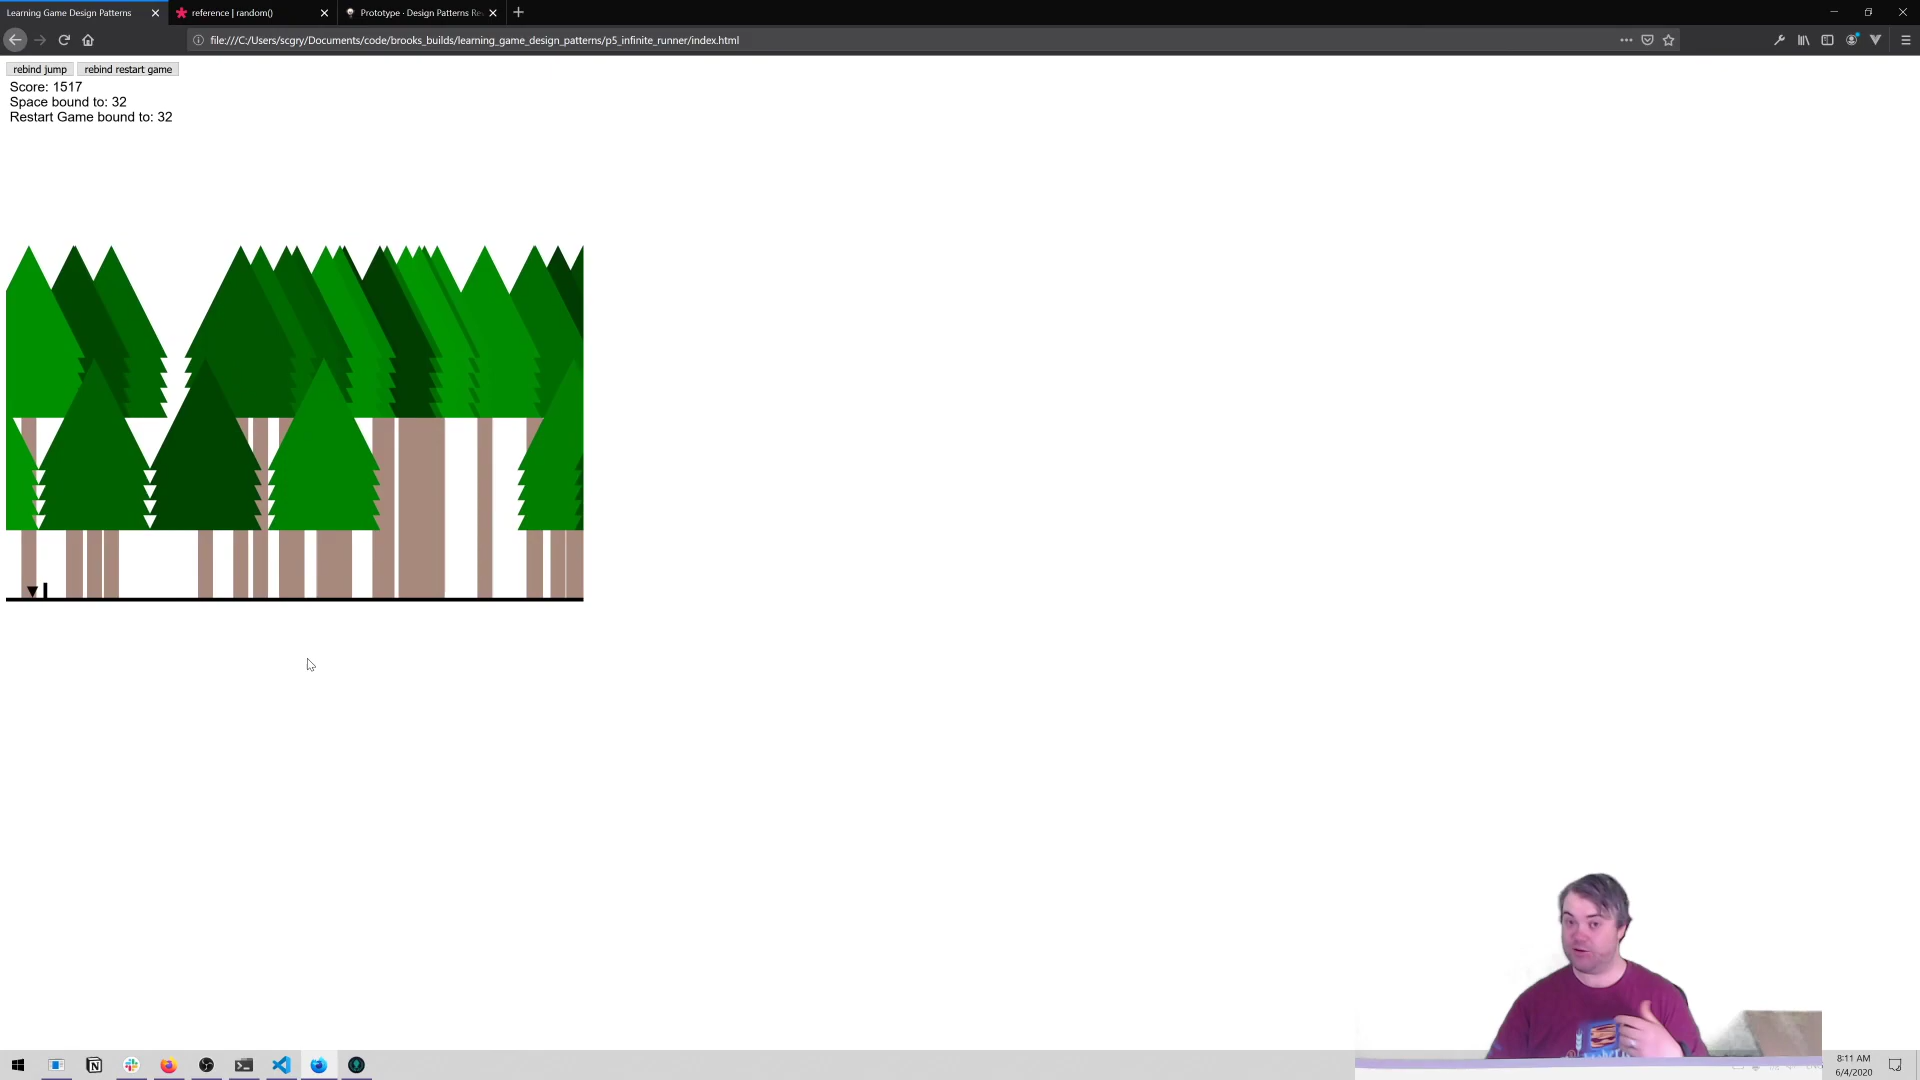 Learning Game Design Patterns
reference | random()
Prototype · Design Patterns Re
file:///C:/Users/scgry/Documents/code/brooks_builds/learning_game_design_patterns/p5_infinite_runner/index.html
rebind jump
rebind restart game
Score: 1517
Space bound to: 32
Restart Game bound to: 32
8:11 AM
6/4/2020